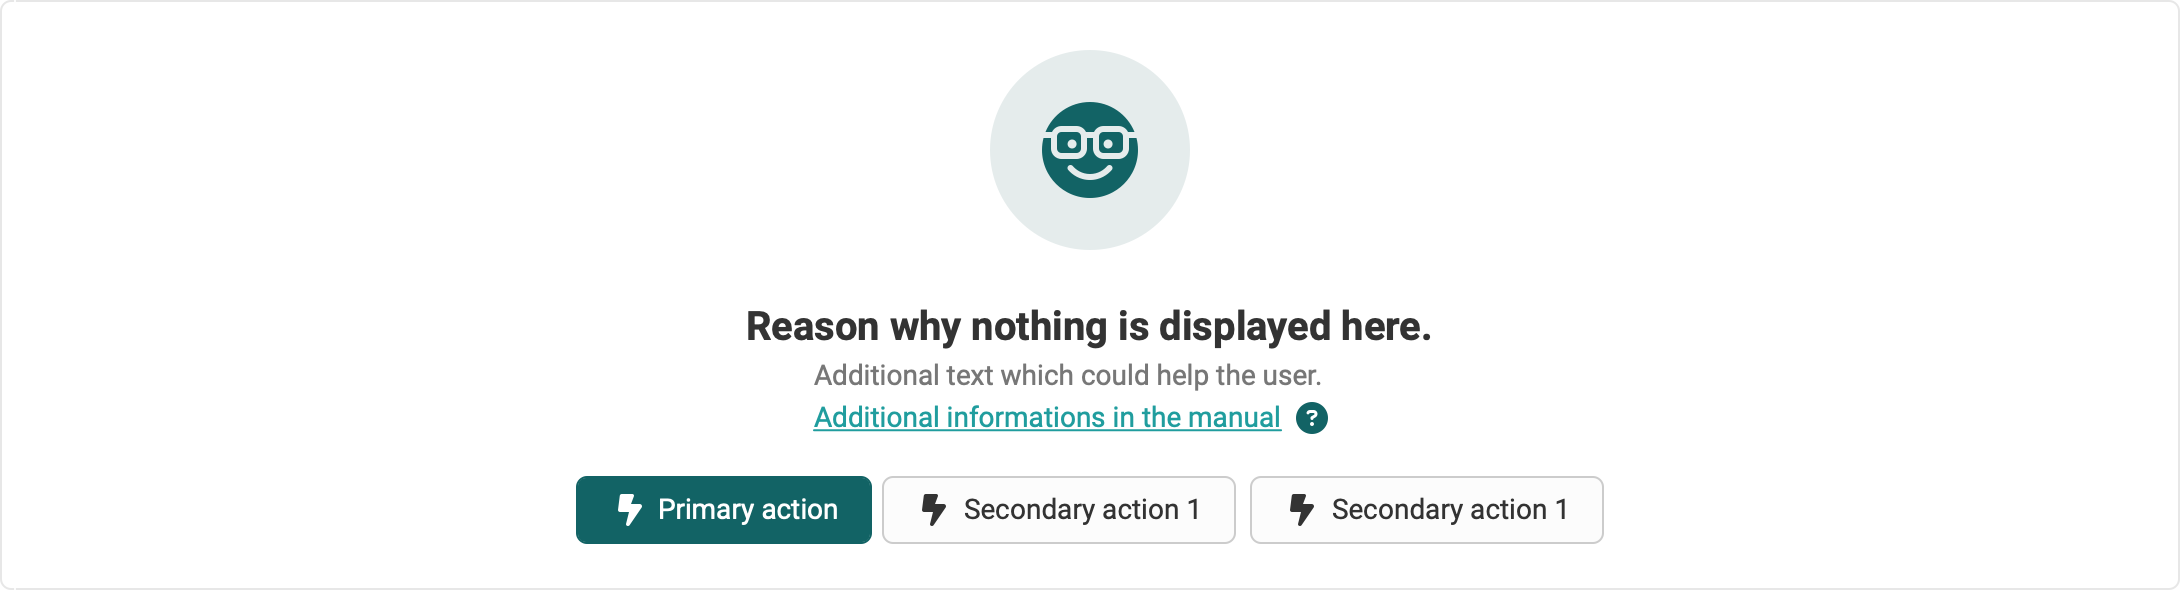 Reason why nothing is displayed here.
Additional text which could help the user.
Additional informations in the manual ?
Primary action Secondary action 1 Secondary action 1